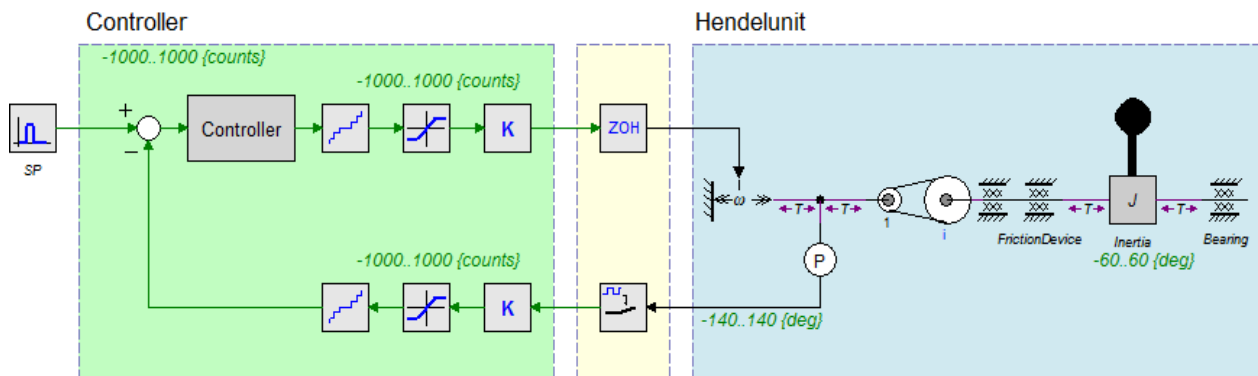 Controller
Hendelunit
-1000..1000 {counts}
-1000..1000 {counts}
+
Controller
K
ZOH
SP
−
ω
T
T
1
i
FrictionDevice
T
J
Inertia
T
Bearing
-60..60 {deg}
P
-1000..1000 {counts}
K
-140..140 {deg}